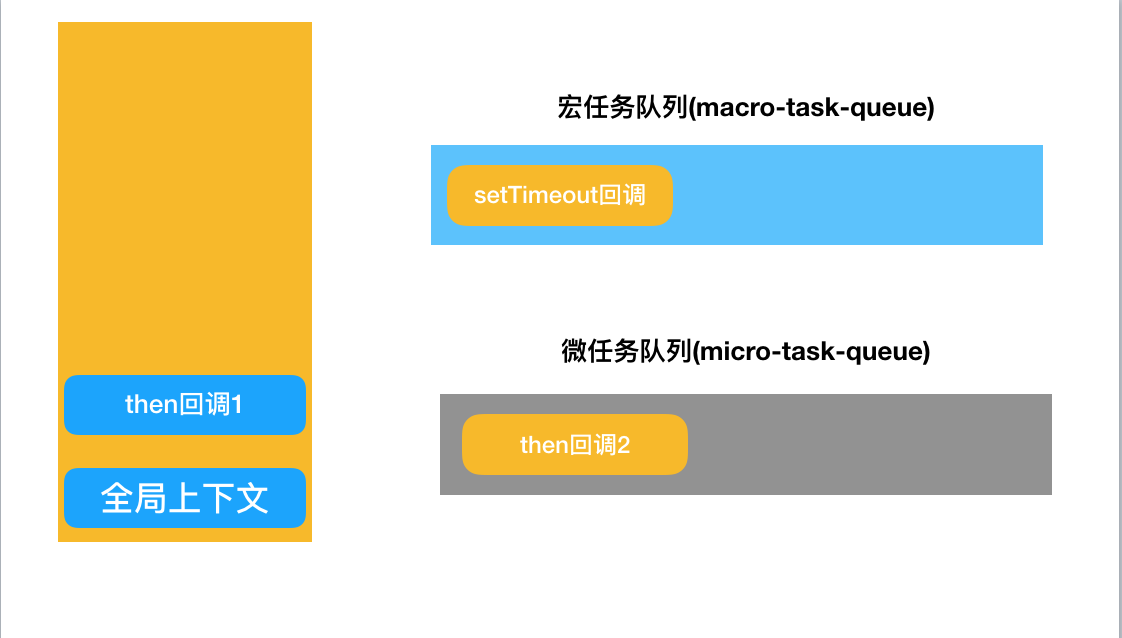 宏任务队列(macro-task-queue)
setTimeout回调
微任务队列(micro-task-queue)
then回调1
then回调2
全局上下文